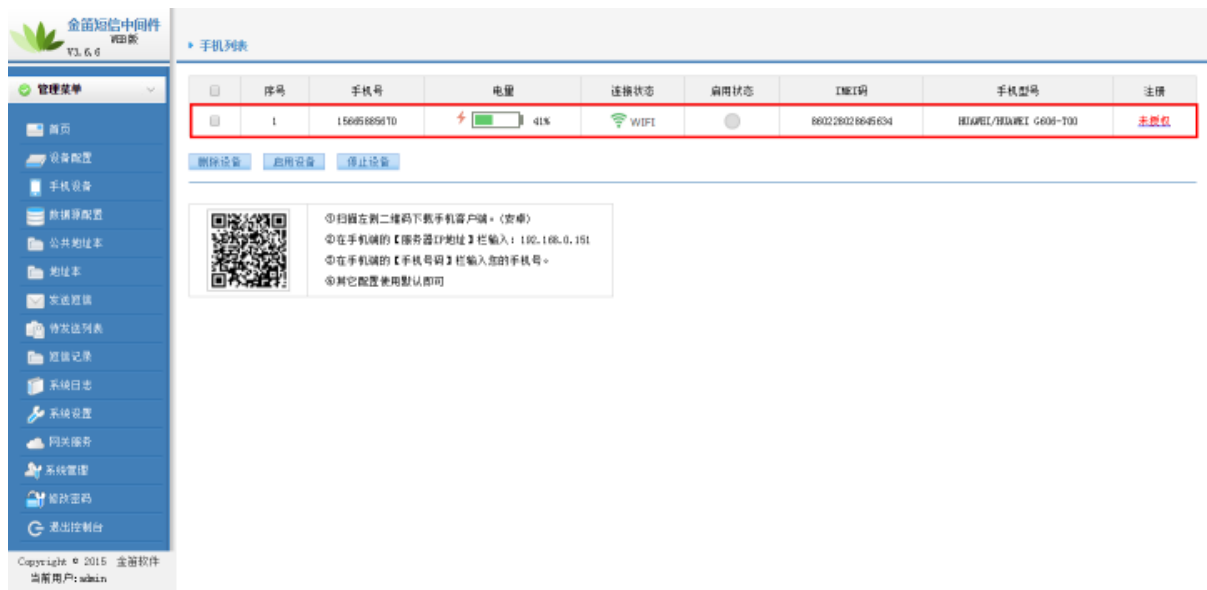 金笛短信中间件
WEB版
V3.6.6
手机列表
管理菜单
序号 手机号 电量 连接状态 启用状态 IMEI码 手机型号 注册
1 15665885670 41% WIFI 860228028645634 HUAWEI/HUAWEI G606-T00 未授权
首页
设备配置
删除设备 启用设备 停止设备
手机设备
数据源配置
公共地址本
地址本
发送短信
待发送列表
短信记录
系统日志
系统设置
网关服务
系统管理
修改密码
退出控制台
①扫描左侧二维码下载手机客户端。(安卓)
②在手机端的【服务器IP地址】栏输入:192.168.0.151
③在手机端的【手机号码】栏输入您的手机号。
④其它配置使用默认即可
Copyright © 2015 金笛软件
当前用户:admin